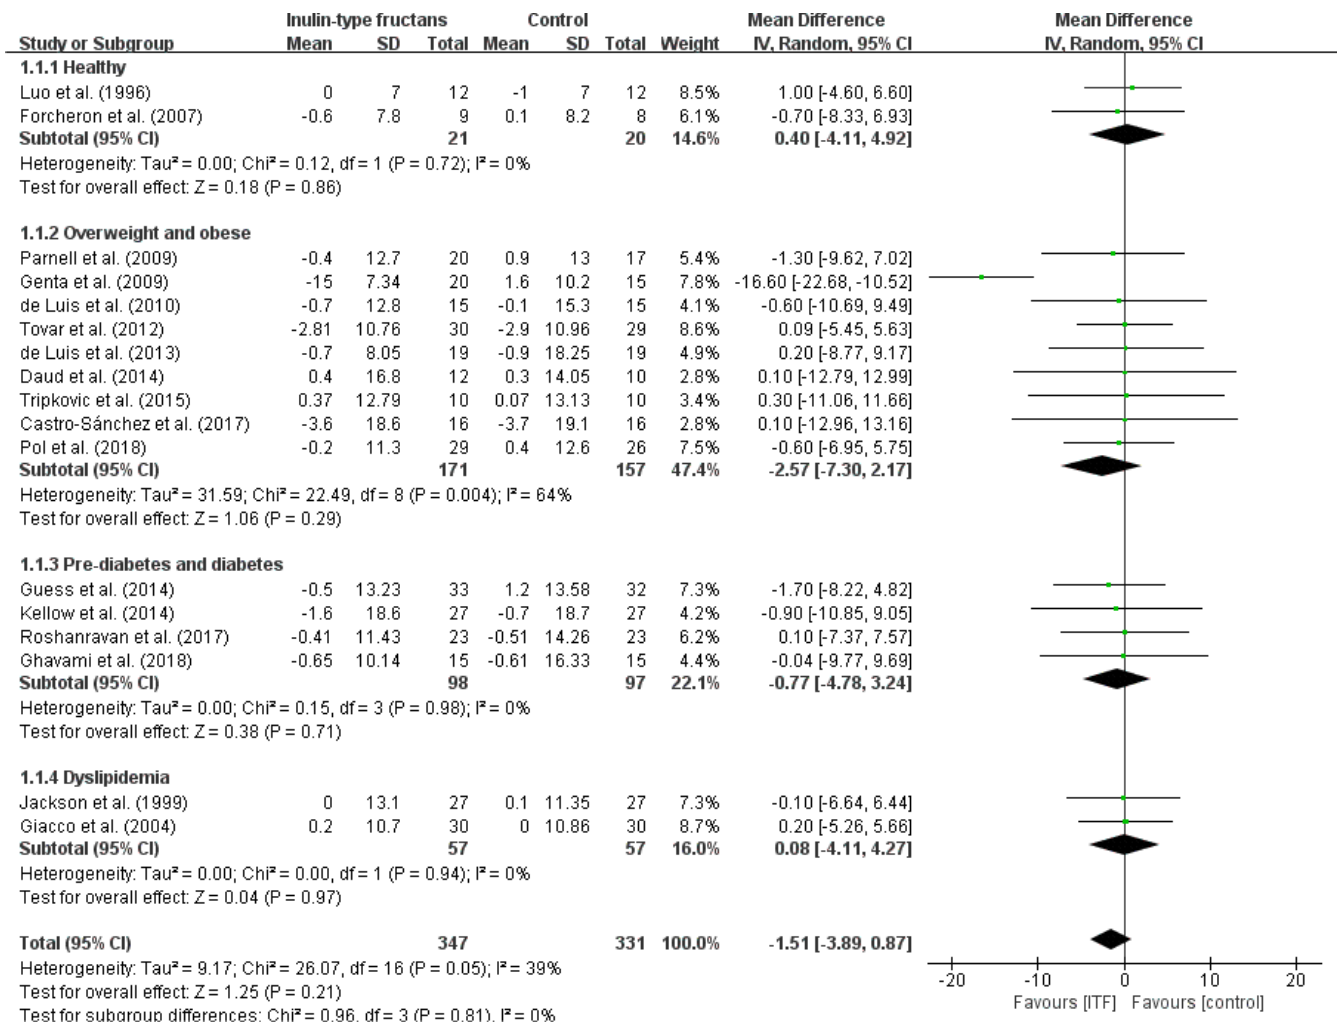 Inulin-type fructans Control Mean Difference Mean Difference
Study or Subgroup Mean SD Total Mean SD Total Weight IV, Random, 95% CI IV, Random, 95% CI
1.1.1 Healthy
Luo et al. (1996) 0 7 12 -1 7 12 8.5% 1.00 [-4.60, 6.60]
Forcheron et al. (2007) -0.6 7.8 9 0.1 8.2 8 6.1% -0.70 [-8.33, 6.93]
Subtotal (95% CI) 21 20 14.6% 0.40 [-4.11, 4.92]
Heterogeneity: Tau² = 0.00; Chi² = 0.12, df = 1 (P = 0.72); I² = 0%
Test for overall effect: Z = 0.18 (P = 0.86)
1.1.2 Overweight and obese
Parnell et al. (2009) -0.4 12.7 20 0.9 13 17 5.4% -1.30 [-9.62, 7.02]
Genta et al. (2009) -15 7.34 20 1.6 10.2 15 7.8% -16.60 [-22.68, -10.52]
de Luis et al. (2010) -0.7 12.8 15 -0.1 15.3 15 4.1% -0.60 [-10.69, 9.49]
Tovar et al. (2012) -2.81 10.76 30 -2.9 10.96 29 8.6% 0.09 [-5.45, 5.63]
de Luis et al. (2013) -0.7 8.05 19 -0.9 18.25 19 4.9% 0.20 [-8.77, 9.17]
Daud et al. (2014) 0.4 16.8 12 0.3 14.05 10 2.8% 0.10 [-12.79, 12.99]
Tripkovic et al. (2015) 0.37 12.79 10 0.07 13.13 10 3.4% 0.30 [-11.06, 11.66]
Castro-Sánchez et al. (2017) -3.6 18.6 16 -3.7 19.1 16 2.8% 0.10 [-12.96, 13.16]
Pol et al. (2018) -0.2 11.3 29 0.4 12.6 26 7.5% -0.60 [-6.95, 5.75]
Subtotal (95% CI) 171 157 47.4% -2.57 [-7.30, 2.17]
Heterogeneity: Tau² = 31.59; Chi² = 22.49, df = 8 (P = 0.004); I² = 64%
Test for overall effect: Z = 1.06 (P = 0.29)
1.1.3 Pre-diabetes and diabetes
Guess et al. (2014) -0.5 13.23 33 1.2 13.58 32 7.3% -1.70 [-8.22, 4.82]
Kellow et al. (2014) -1.6 18.6 27 -0.7 18.7 27 4.2% -0.90 [-10.85, 9.05]
Roshanravan et al. (2017) -0.41 11.43 23 -0.51 14.26 23 6.2% 0.10 [-7.37, 7.57]
Ghavami et al. (2018) -0.65 10.14 15 -0.61 16.33 15 4.4% -0.04 [-9.77, 9.69]
Subtotal (95% CI) 98 97 22.1% -0.77 [-4.78, 3.24]
Heterogeneity: Tau² = 0.00; Chi² = 0.15, df = 3 (P = 0.98); I² = 0%
Test for overall effect: Z = 0.38 (P = 0.71)
1.1.4 Dyslipidemia
Jackson et al. (1999) 0 13.1 27 0.1 11.35 27 7.3% -0.10 [-6.64, 6.44]
Giacco et al. (2004) 0.2 10.7 30 0 10.86 30 8.7% 0.20 [-5.26, 5.66]
Subtotal (95% CI) 57 57 16.0% 0.08 [-4.11, 4.27]
Heterogeneity: Tau² = 0.00; Chi² = 0.00, df = 1 (P = 0.94); I² = 0%
Test for overall effect: Z = 0.04 (P = 0.97)
Total (95% CI) 347 331 100.0% -1.51 [-3.89, 0.87]
Heterogeneity: Tau² = 9.17; Chi² = 26.07, df = 16 (P = 0.05); I² = 39%
Test for overall effect: Z = 1.25 (P = 0.21)
Test for subgroup differences: Chi² = 0.96, df = 3 (P = 0.81), I² = 0%
-20 -10 0 10 20
Favours [ITF] Favours [control]